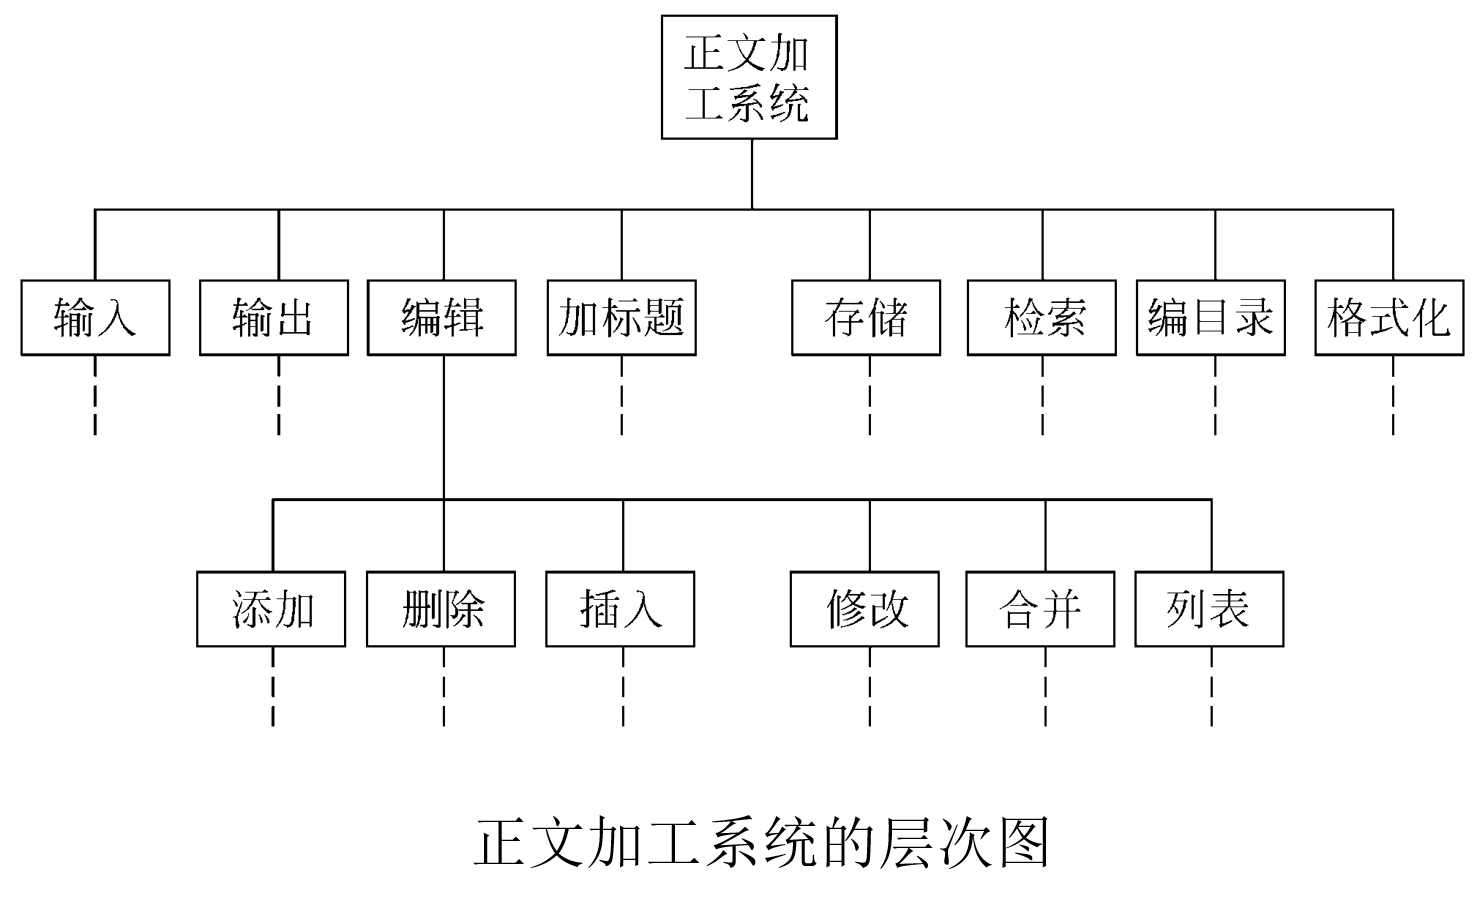 正文加
工系统
输入
输出
编辑
加标题
存储
检索
编目录
格式化
添加
删除
插入
修改
合并
列表
正文加工系统的层次图